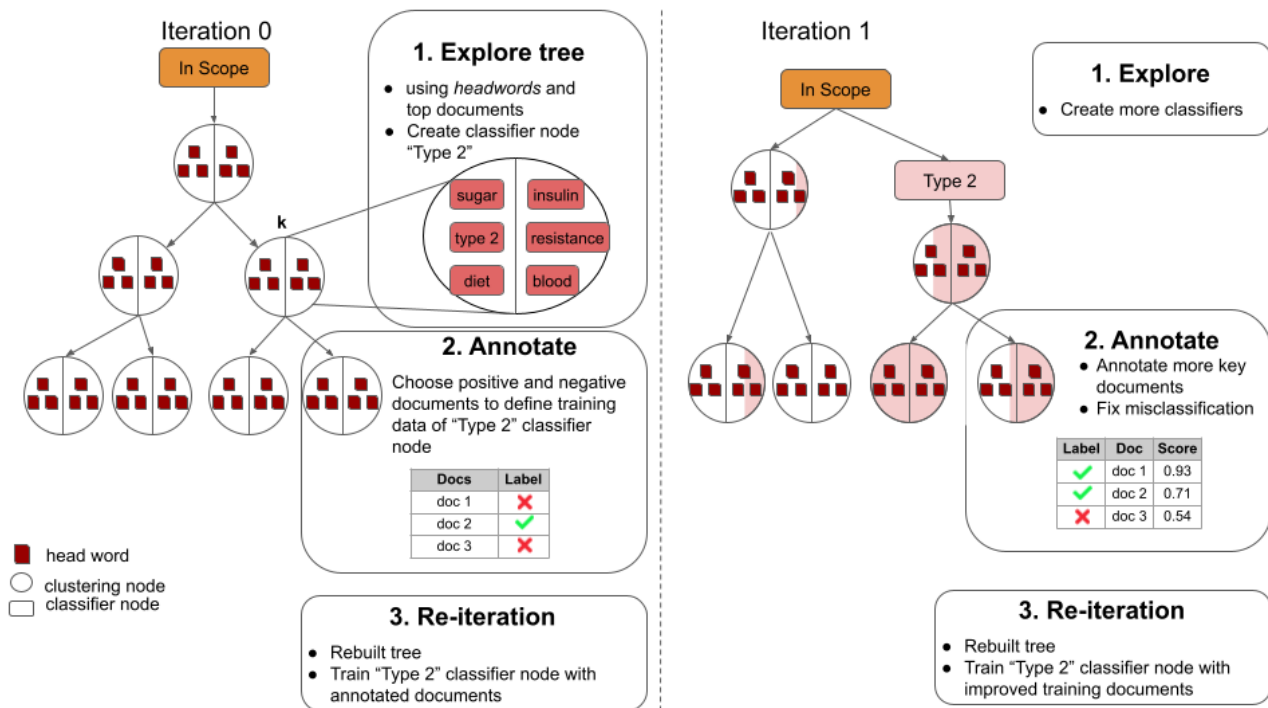 Iteration 0
In Scope
1. Explore tree
● using headwords and
top documents
● Create classifier node
“Type 2”
k
sugar
insulin
type 2
resistance
diet
blood
2. Annotate
Choose positive and negative
documents to define training
data of “Type 2” classifier
node
Docs Label
doc 1
doc 2
doc 3
head word
clustering node
classifier node
3. Re-iteration
● Rebuilt tree
● Train “Type 2” classifier node with
annotated documents
Iteration 1
In Scope
Type 2
1. Explore
● Create more classifiers
2. Annotate
● Annotate more key
documents
● Fix misclassification
Label Doc Score
doc 1 0.93
doc 2 0.71
doc 3 0.54
3. Re-iteration
● Rebuilt tree
● Train “Type 2” classifier node with
improved training documents